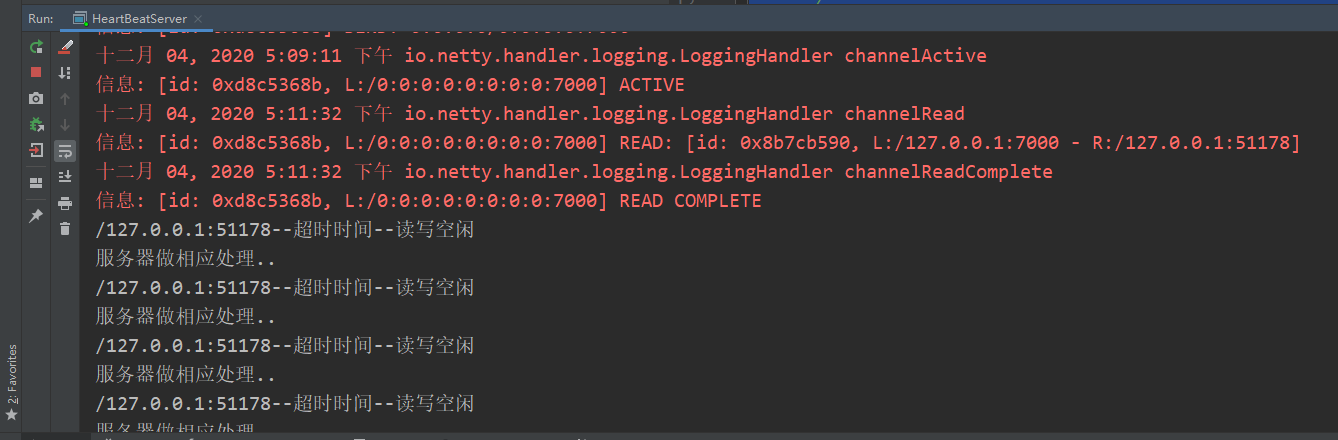 Run: HeartBeatServer
十二月 04, 2020 5:09:11 下午 io.netty.handler.logging.LoggingHandler channelActive
信息: [id: 0xd8c5368b, L:/0:0:0:0:0:0:0:0:7000] ACTIVE
十二月 04, 2020 5:11:32 下午 io.netty.handler.logging.LoggingHandler channelRead
信息: [id: 0xd8c5368b, L:/0:0:0:0:0:0:0:0:7000] READ: [id: 0x8b7cb590, L:/127.0.0.1:7000 - R:/127.0.0.1:51178]
十二月 04, 2020 5:11:32 下午 io.netty.handler.logging.LoggingHandler channelReadComplete
信息: [id: 0xd8c5368b, L:/0:0:0:0:0:0:0:0:7000] READ COMPLETE
/127.0.0.1:51178--超时时间--读写空闲
服务器做相应处理..
/127.0.0.1:51178--超时时间--读写空闲
服务器做相应处理..
/127.0.0.1:51178--超时时间--读写空闲
服务器做相应处理..
/127.0.0.1:51178--超时时间--读写空闲
服务器做相应处理
2: Favorites